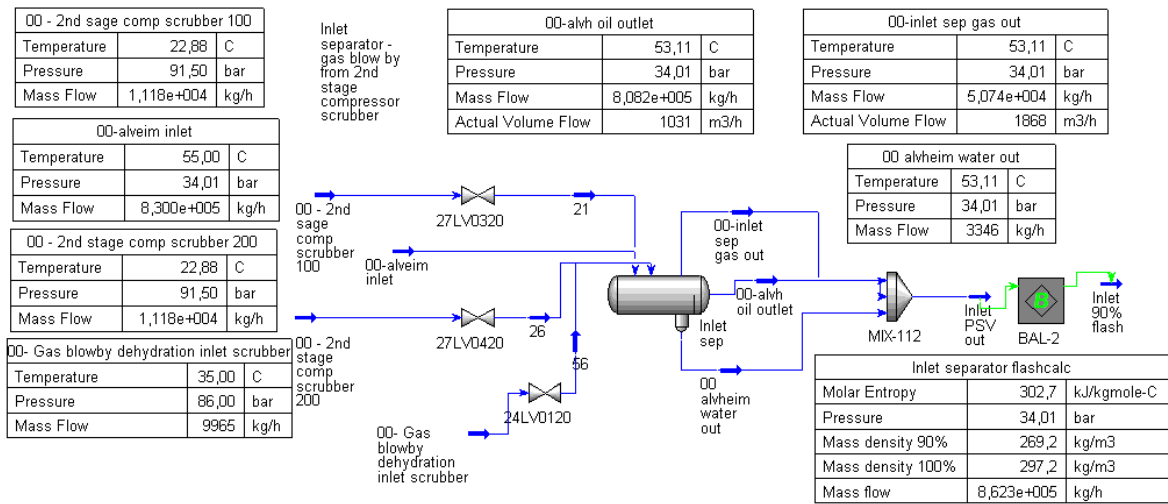 00 - 2nd sage comp scrubber 100
Temperature 22,88 C
Pressure 91,50 bar
Mass Flow 1,118e+004 kg/h
Inlet
separator -
gas blow by
from 2nd
stage
compressor
scrubber
00-alvh oil outlet
Temperature 53,11 C
Pressure 34,01 bar
Mass Flow 8,082e+005 kg/h
Actual Volume Flow 1031 m3/h
00-inlet sep gas out
Temperature 53,11 C
Pressure 34,01 bar
Mass Flow 5,074e+004 kg/h
Actual Volume Flow 1868 m3/h
00-alveim inlet
Temperature 55,00 C
Pressure 34,01 bar
Mass Flow 8,300e+005 kg/h
00 alvheim water out
Temperature 53,11 C
Pressure 34,01 bar
Mass Flow 3346 kg/h
00 - 2nd stage comp scrubber 200
Temperature 22,88 C
Pressure 91,50 bar
Mass Flow 1,118e+004 kg/h
00- Gas blowby dehydration inlet scrubber
Temperature 35,00 C
Pressure 86,00 bar
Mass Flow 9965 kg/h
00 - 2nd
sage
comp
scrubber
100
27LV0320
21
00-alveim
inlet
00 - 2nd
stage
comp
scrubber
200
27LV0420
26
56
24LV0120
00- Gas
blowby
dehydration
inlet scrubber
Inlet
sep
00-inlet
sep
gas out
00-alvh
oil outlet
00
alvheim
water
out
MIX-112
Inlet
PSV
out
B
BAL-2
Inlet
90%
flash
Inlet separator flashcalc
Molar Entropy 302,7 kJ/kgmole-C
Pressure 34,01 bar
Mass density 90% 269,2 kg/m3
Mass density 100% 297,2 kg/m3
Mass flow 8,623e+005 kg/h